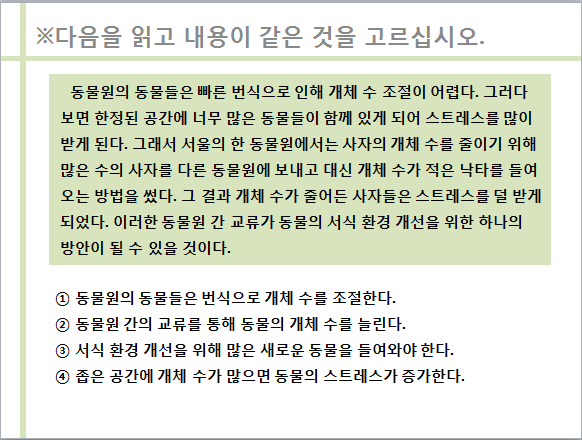 ※다음을 읽고 내용이 같은 것을 고르십시오.
동물원의 동물들은 빠른 번식으로 인해 개체 수 조절이 어렵다. 그러다
보면 한정된 공간에 너무 많은 동물들이 함께 있게 되어 스트레스를 많이
받게 된다. 그래서 서울의 한 동물원에서는 사자의 개체 수를 줄이기 위해
많은 수의 사자를 다른 동물원에 보내고 대신 개체 수가 적은 낙타를 들여
오는 방법을 썼다. 그 결과 개체 수가 줄어든 사자들은 스트레스를 덜 받게
되었다. 이러한 동물원 간 교류가 동물의 서식 환경 개선을 위한 하나의
방안이 될 수 있을 것이다.
① 동물원의 동물들은 번식으로 개체 수를 조절한다.
② 동물원 간의 교류를 통해 동물의 개체 수를 늘린다.
③ 서식 환경 개선을 위해 많은 새로운 동물을 들여와야 한다.
④ 좁은 공간에 개체 수가 많으면 동물의 스트레스가 증가한다.